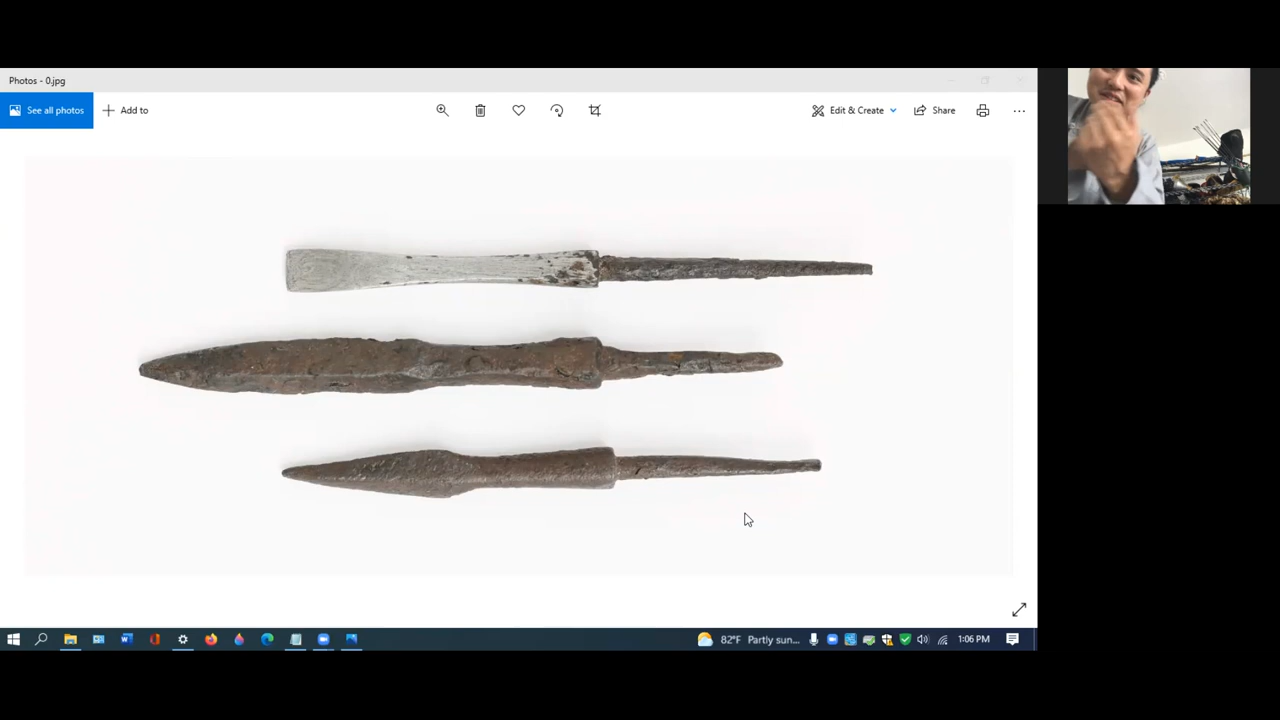 Photos - 0.jpg
See all photos
Add to
Edit & Create
Share
82°F Partly sun...
1:06 PM